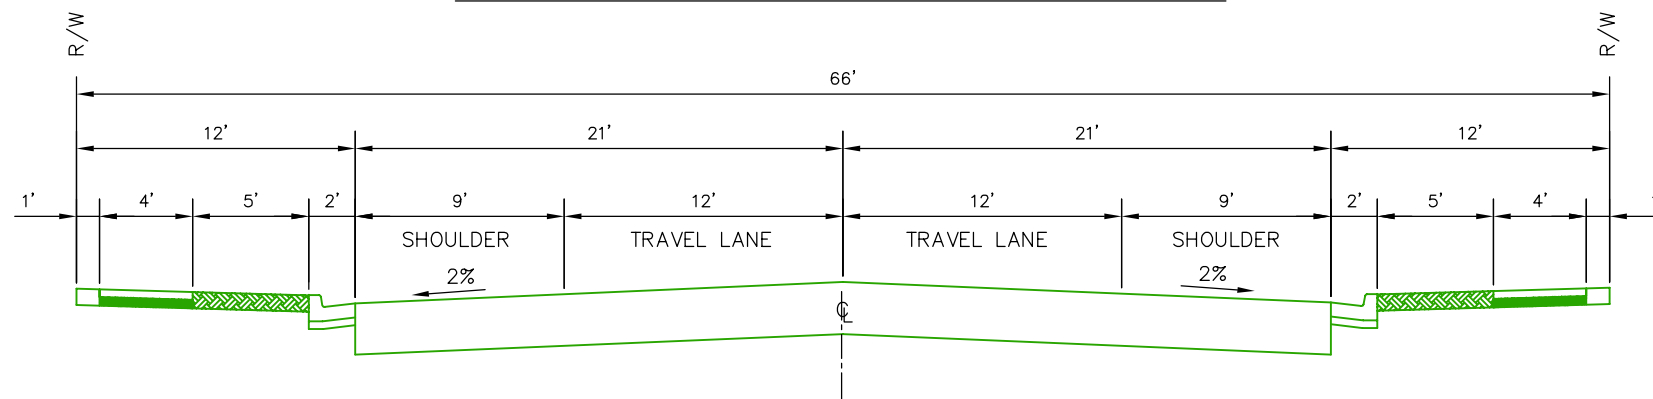 R/W R/W
66'
12' 21' 21' 12'
1' 4' 5' 2' 9' 12' 12' 9' 2' 5' 4'
SHOULDER TRAVEL LANE TRAVEL LANE SHOULDER
2% 2%
℄